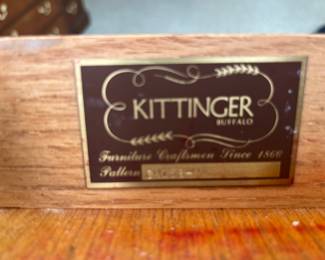 KITTINGER
BUFFALO
Furniture Craftsmen Since 1866
Pattern